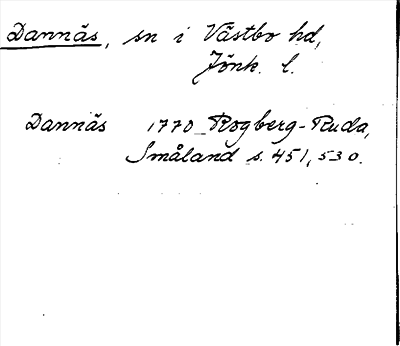 Dannäs, sn i Västbo hd,
Jönk. l.
Dannäs 1770 Rogberg-Ruda,
Småland s. 451, 530.